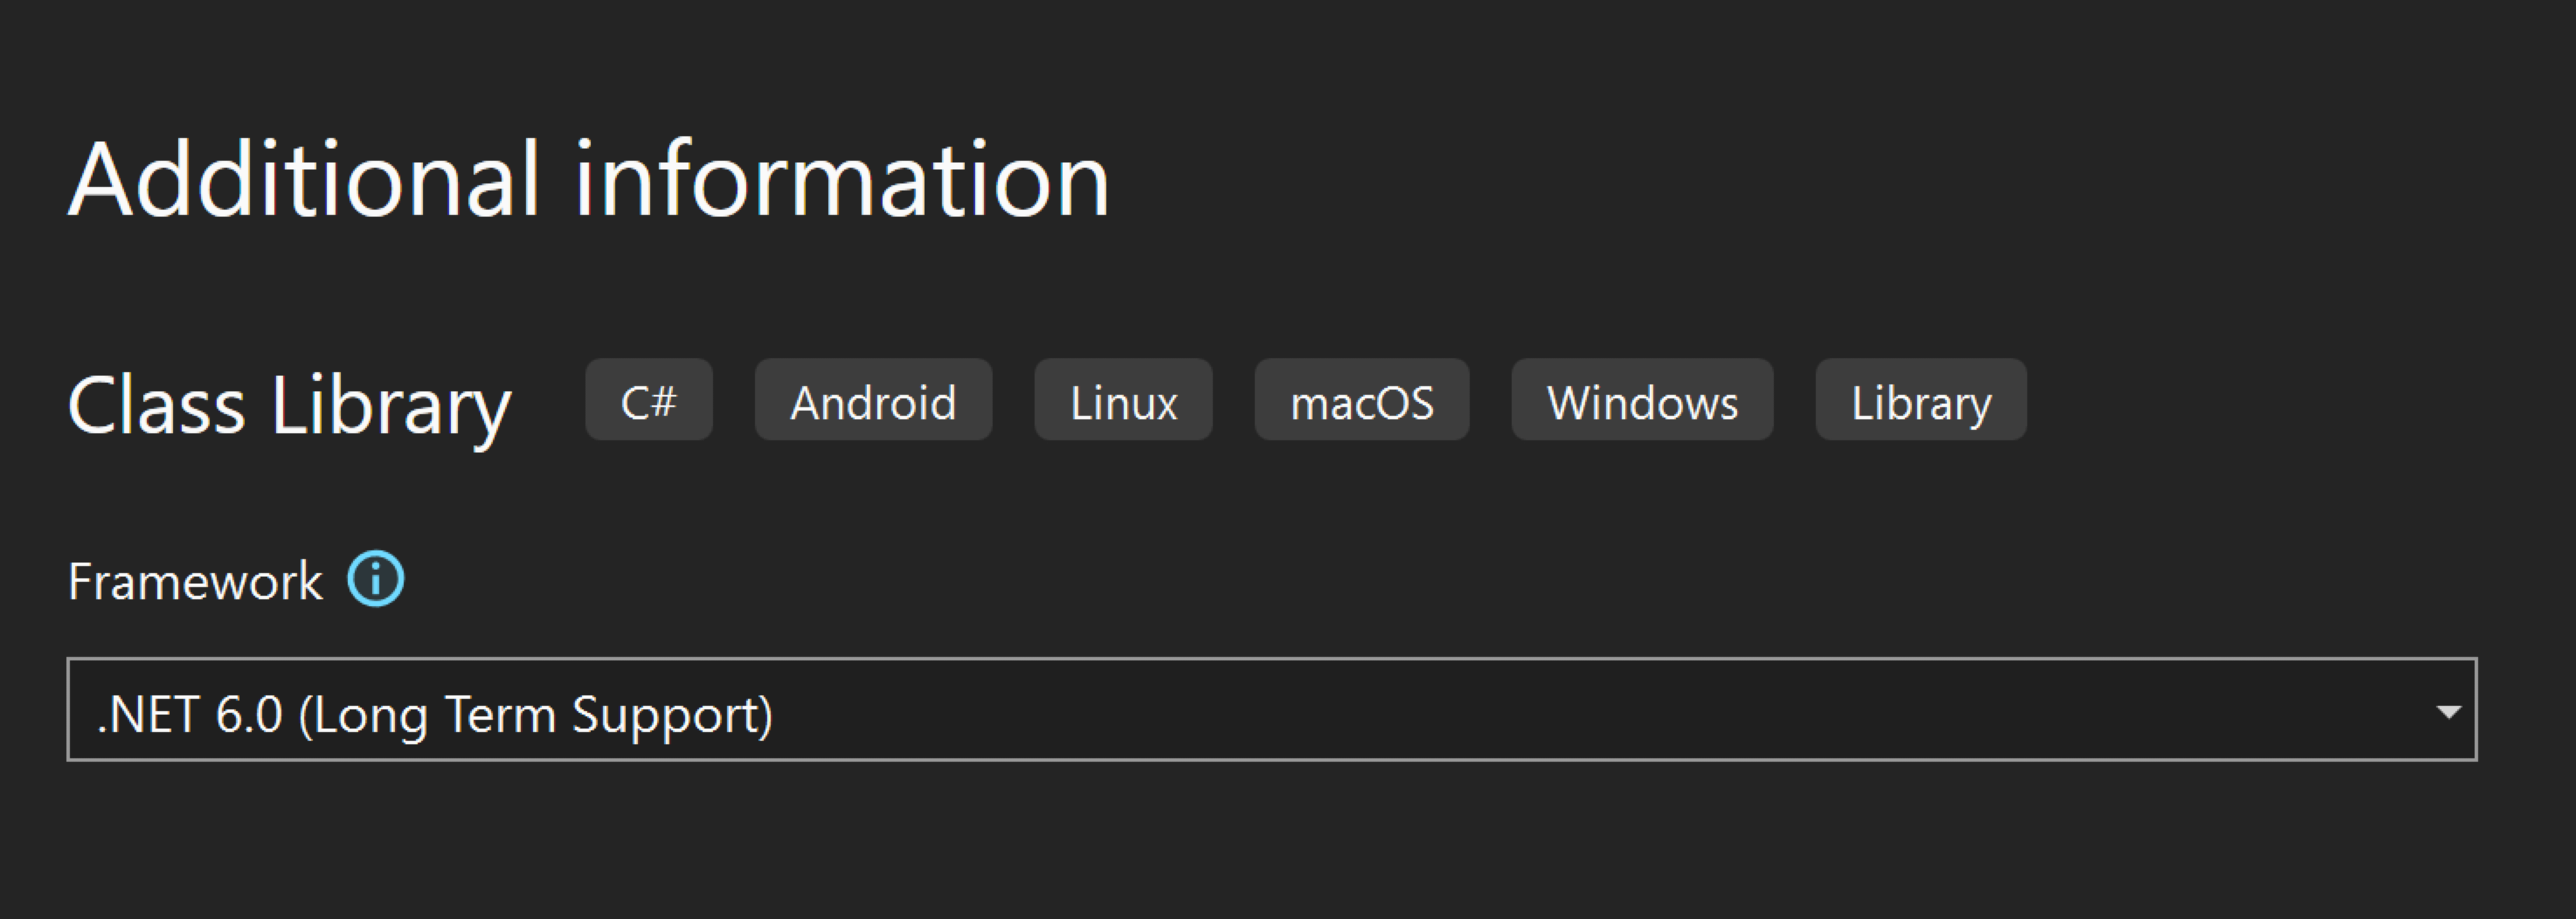 Additional information
Class Library C# Android Linux macOS Windows Library
Framework
.NET 6.0 (Long Term Support)